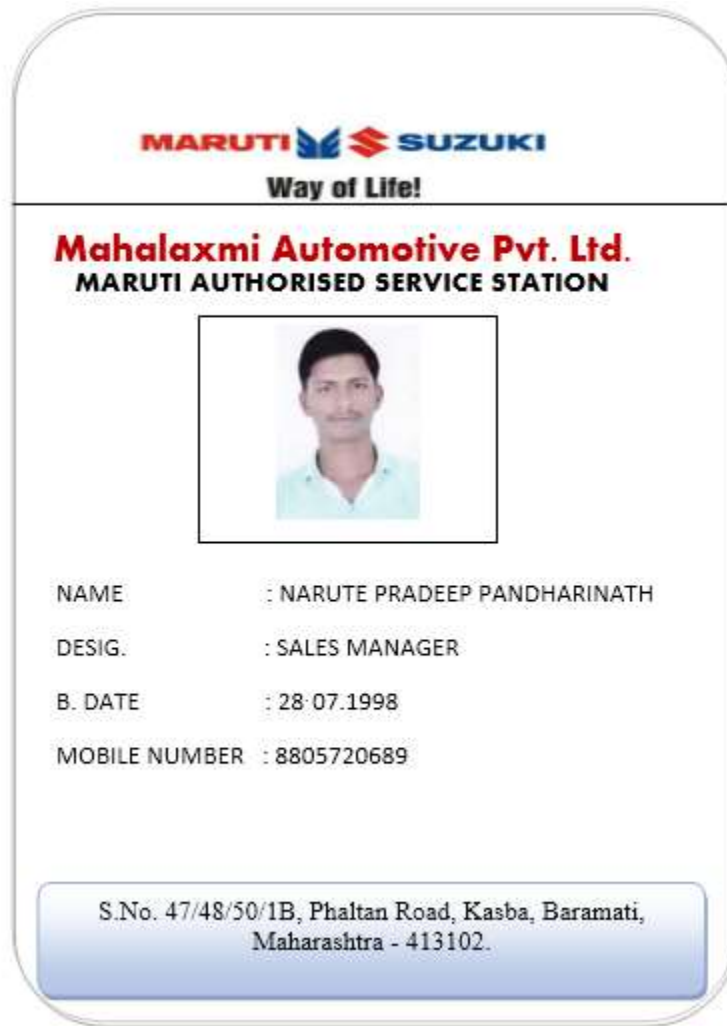 MARUTI SUZUKI
Way of Life!
Mahalaxmi Automotive Pvt. Ltd.
MARUTI AUTHORISED SERVICE STATION
NAME : NARUTE PRADEEP PANDHARINATH
DESIG. : SALES MANAGER
B. DATE : 28.07.1998
MOBILE NUMBER : 8805720689
S.No. 47/48/50/1B, Phaltan Road, Kasba, Baramati,
Maharashtra - 413102.